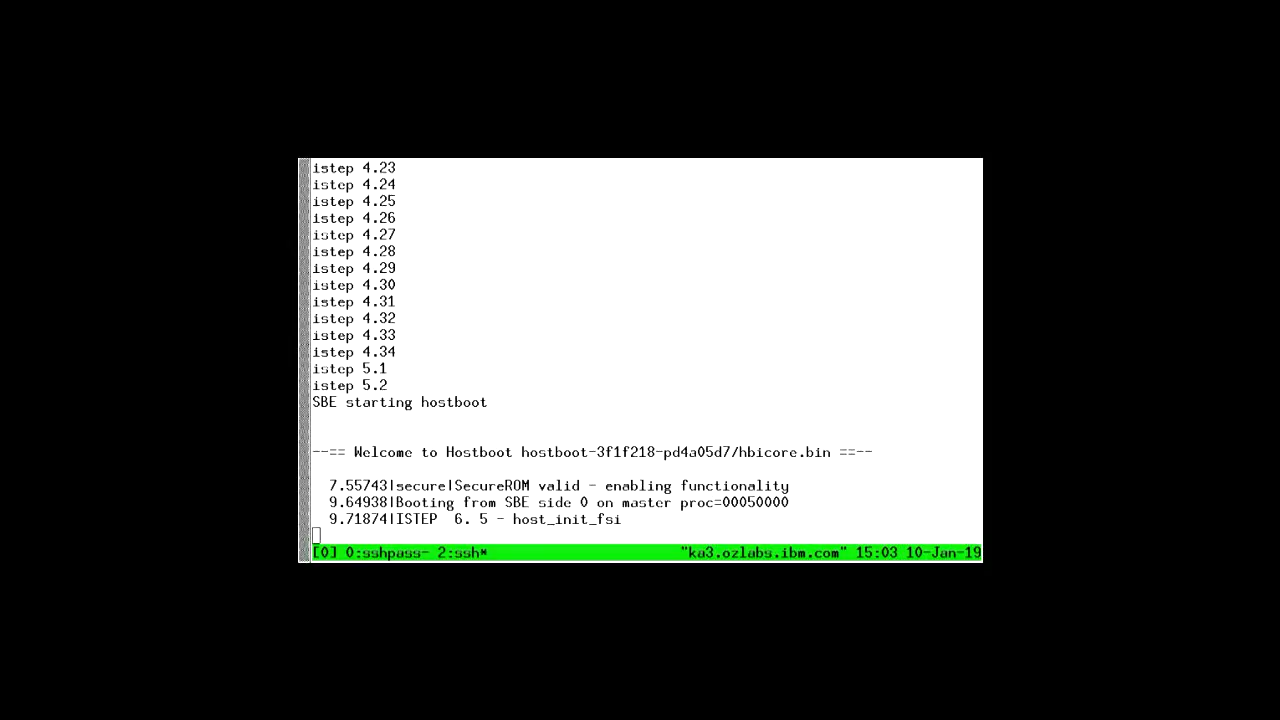 istep 4.23
istep 4.24
istep 4.25
istep 4.26
istep 4.27
istep 4.28
istep 4.29
istep 4.30
istep 4.31
istep 4.32
istep 4.33
istep 4.34
istep 5.1
istep 5.2
SBE starting hostboot
--== Welcome to Hostboot hostboot-3f1f218-pd4a05d7/hbicore.bin ==--
7.55743|secure|SecureROM valid - enabling functionality
9.64938|Booting from SBE side 0 on master proc=00050000
9.71874|ISTEP  6. 5 - host_init_fsi
[0] 0:sshpass- 2:ssh* "ka3.ozlabs.ibm.com" 15:03 10-Jan-19